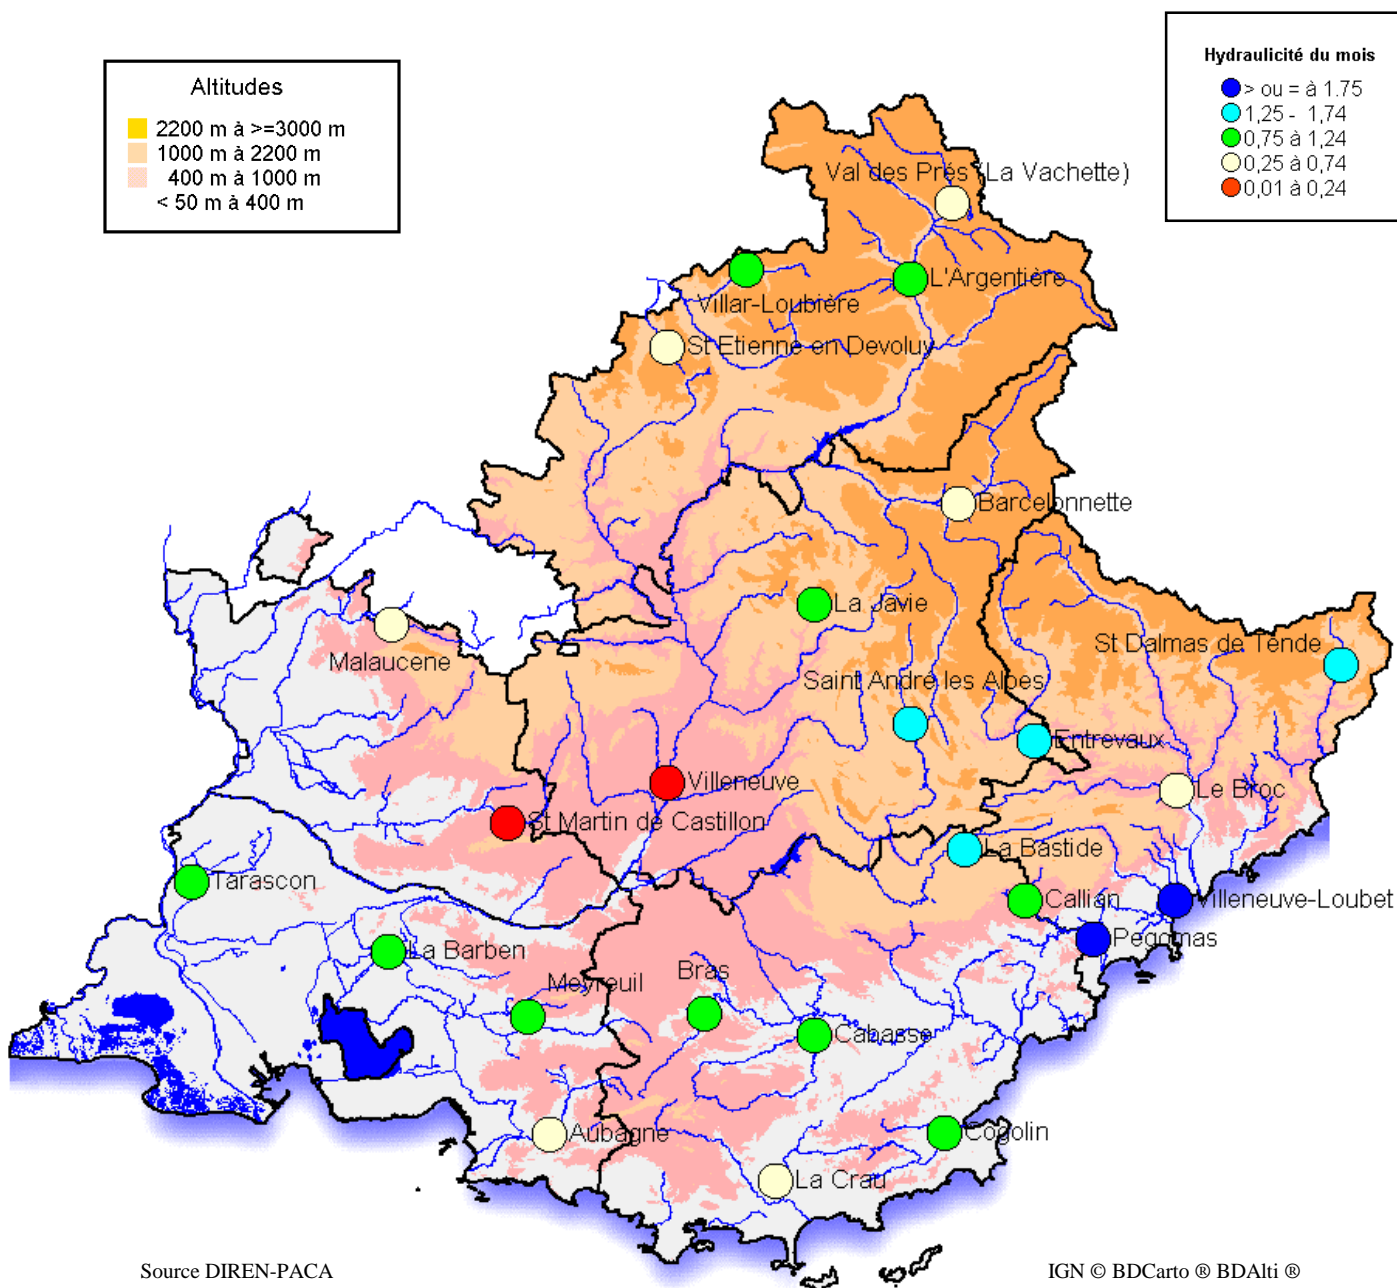 Altitudes
2200 m à >=3000 m
1000 m à 2200 m
400 m à 1000 m
< 50 m à 400 m
Hydraulicité du mois
> ou = à 1.75
1,25 - 1,74
0,75 à 1,24
0,25 à 0,74
0,01 à 0,24
Val des Prés (La Vachette)
L'Argentière
Villar-Loubière
St Etienne en Devoluy
Barcelonnette
La Javie
Malaucene
St Dalmas de Tende
Saint André les Alpes
Entrevaux
Villeneuve
Le Broc
St Martin de Castillon
La Bastide
Tarascon
Callian
Villeneuve-Loubet
Pegomas
La Barben
Bras
Meyreuil
Cabasse
Aubagne
Cogolin
La Crau
Source DIREN-PACA
IGN © BDCarto ® BDAlti ®